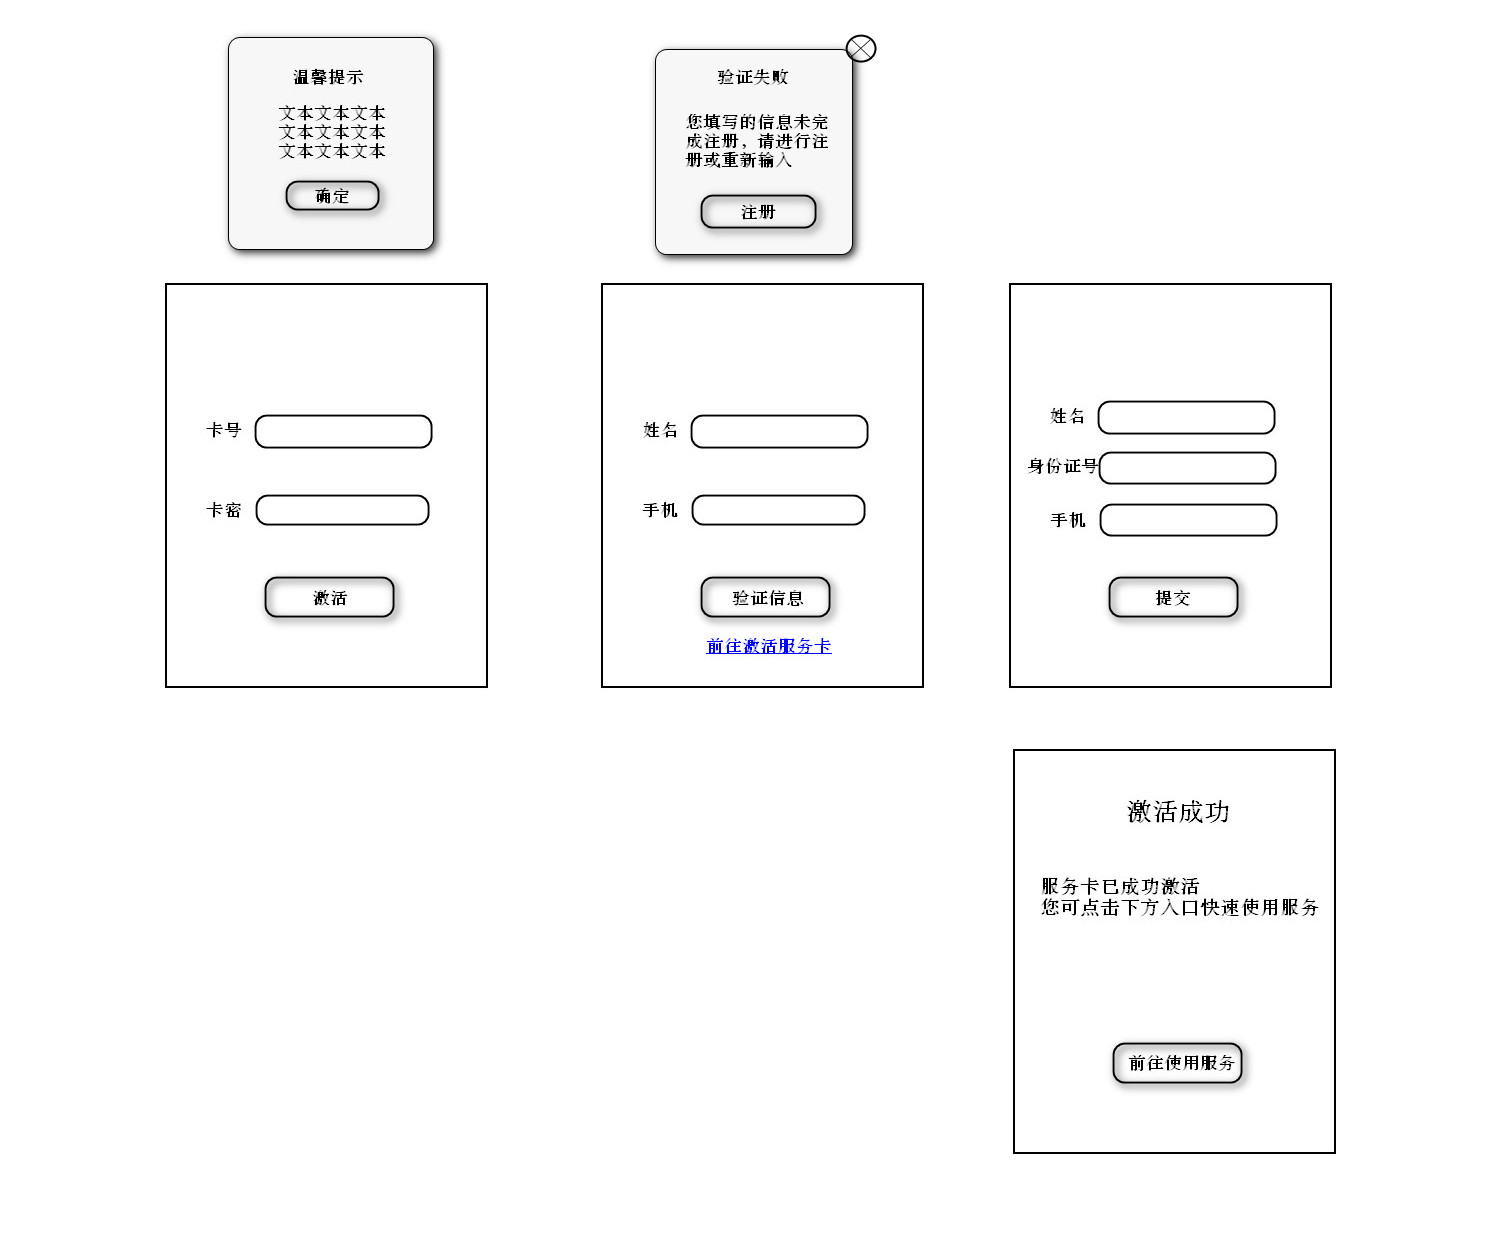 温馨提示
文本文本文本
文本文本文本
文本文本文本
确定
验证失败
您填写的信息未完
成注册，请进行注
册或重新输入
注册
卡号
卡密
激活
姓名
手机
验证信息
前往激活服务卡
姓名
身份证号
手机
提交
激活成功
服务卡已成功激活
您可点击下方入口快速使用服务
前往使用服务